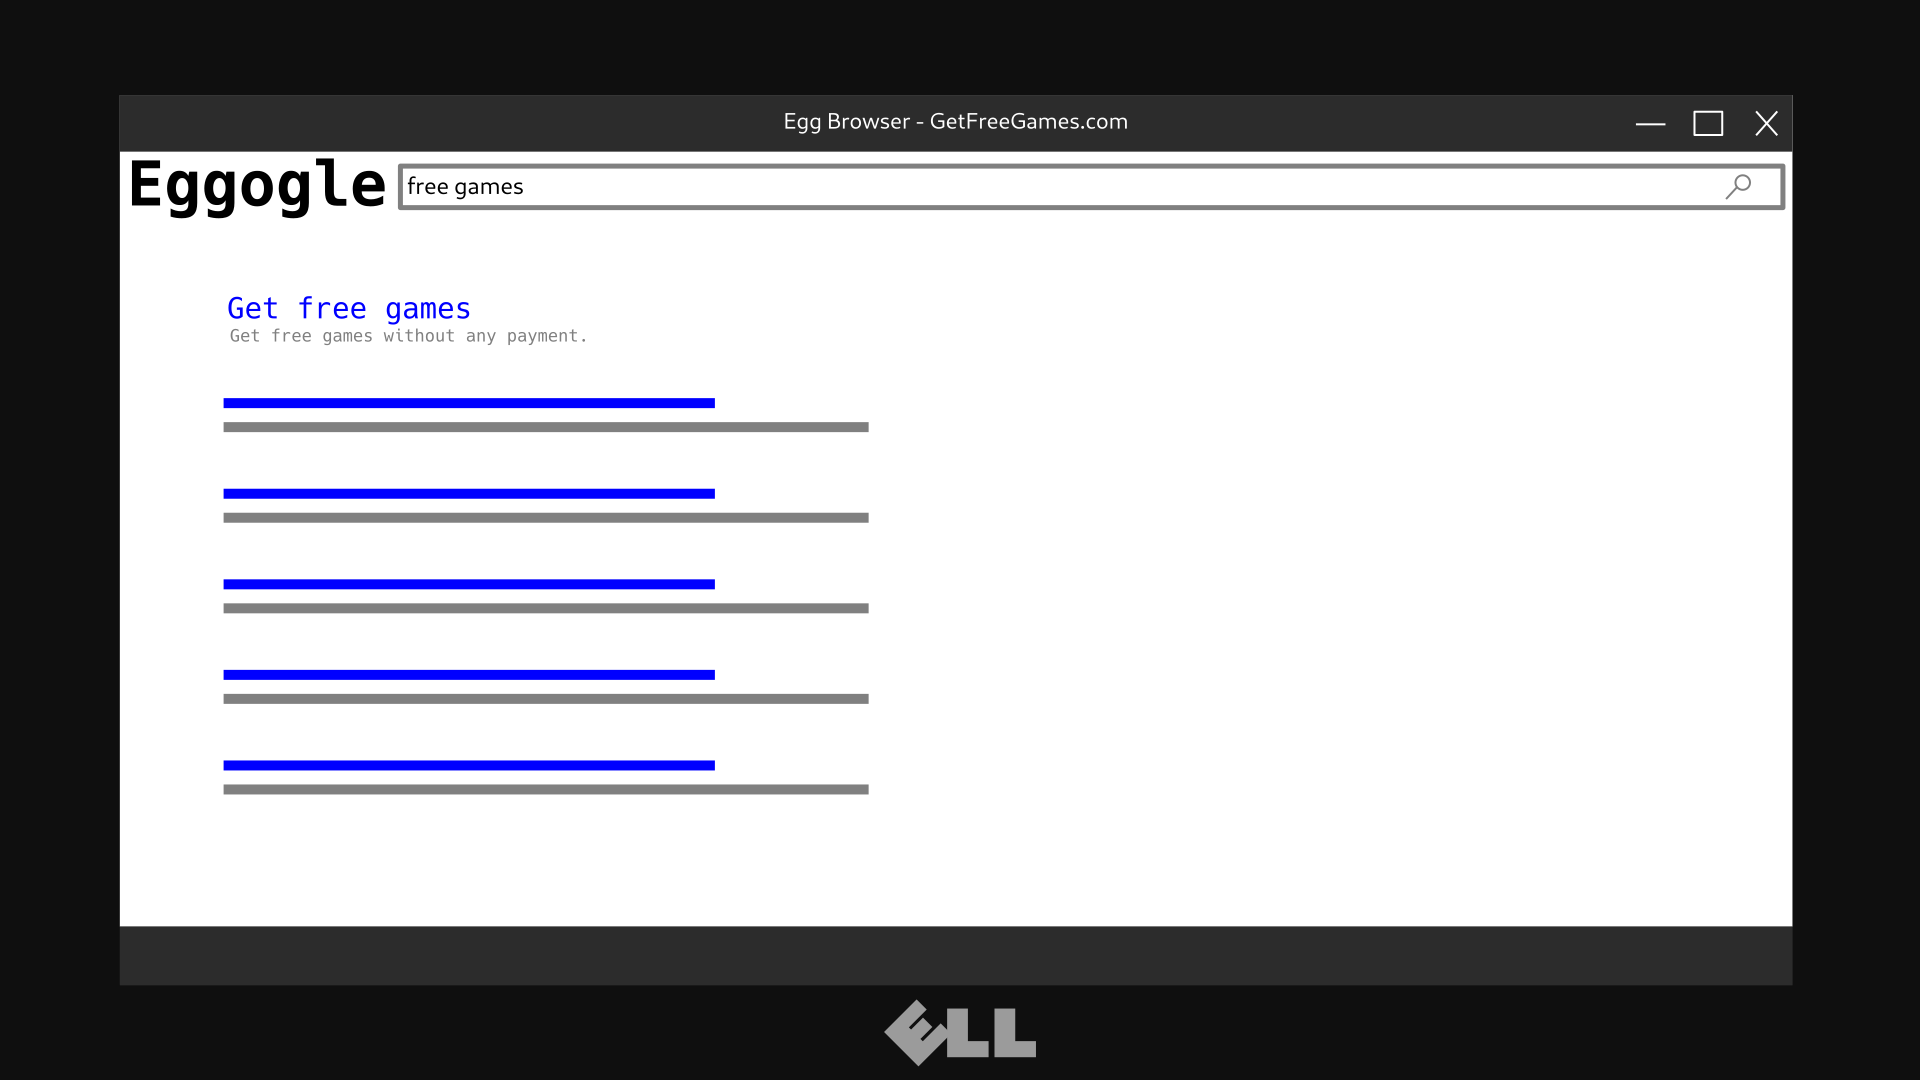 Egg Browser - GetFreeGames.com
Eggogle
free games
Get free games
Get free games without any payment.
ELL